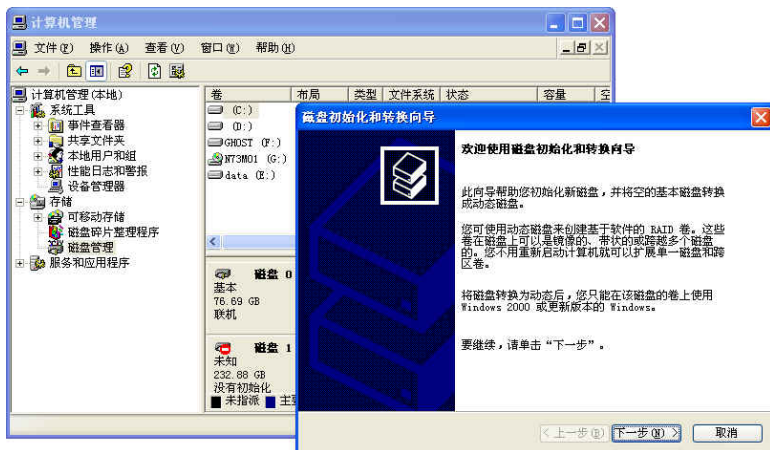 计算机管理
文件(F) 操作(A) 查看(V) 窗口(W) 帮助(H)
计算机管理(本地)
系统工具
事件查看器
共享文件夹
本地用户和组
性能日志和警报
设备管理器
存储
可移动存储
磁盘碎片整理程序
磁盘管理
服务和应用程序
卷 布局 类型 文件系统 状态 容量 空
(C:)
(D:)
GHOST (F:)
N73M01 (G:)
data (E:)
磁盘 0
基本
76.69 GB
联机
磁盘 1
未知
232.88 GB
没有初始化
未指派 主要
磁盘初始化和转换向导
欢迎使用磁盘初始化和转换向导
此向导帮助您初始化新磁盘,并将空的基本磁盘转换
成动态磁盘。
您可使用动态磁盘来创建基于软件的 RAID 卷。这些
卷在磁盘上可以是镜像的、带状的或跨越多个磁盘
的。您不用重新启动计算机就可以扩展单一磁盘和跨
区卷。
将磁盘转换为动态后,您只能在该磁盘的卷上使用
Windows 2000 或更新版本的 Windows。
要继续,请单击“下一步”。
< 上一步(B) 下一步(N) > 取消